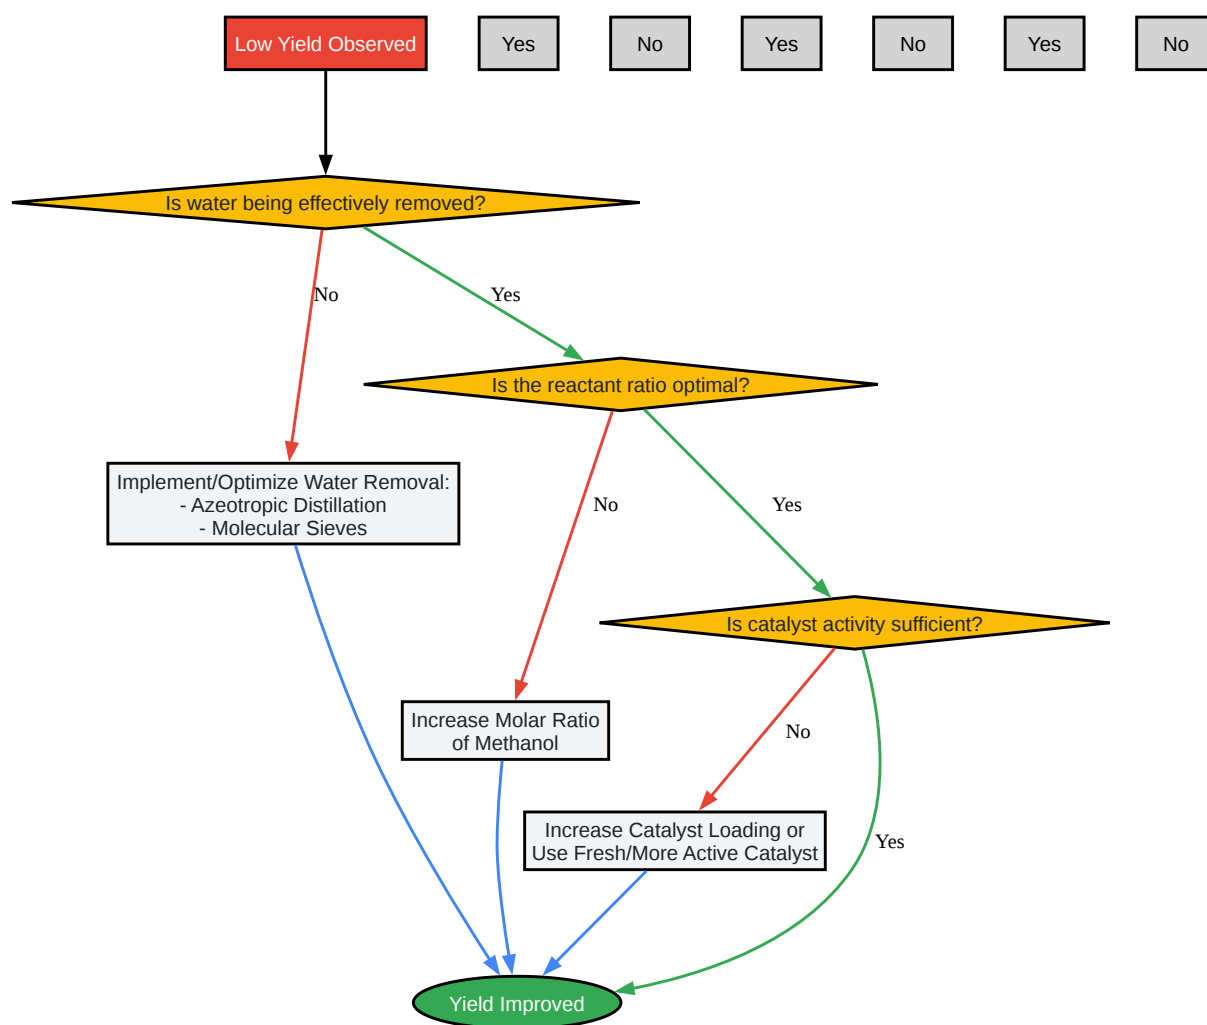 Low Yield Observed
Yes
No
Yes
No
Yes
No
Is water being effectively removed?
No
Yes
Is the reactant ratio optimal?
Implement/Optimize Water Removal:
- Azeotropic Distillation
- Molecular Sieves
No
Yes
Is catalyst activity sufficient?
Increase Molar Ratio
of Methanol
No
Increase Catalyst Loading or
Use Fresh/More Active Catalyst
Yes
Yield Improved